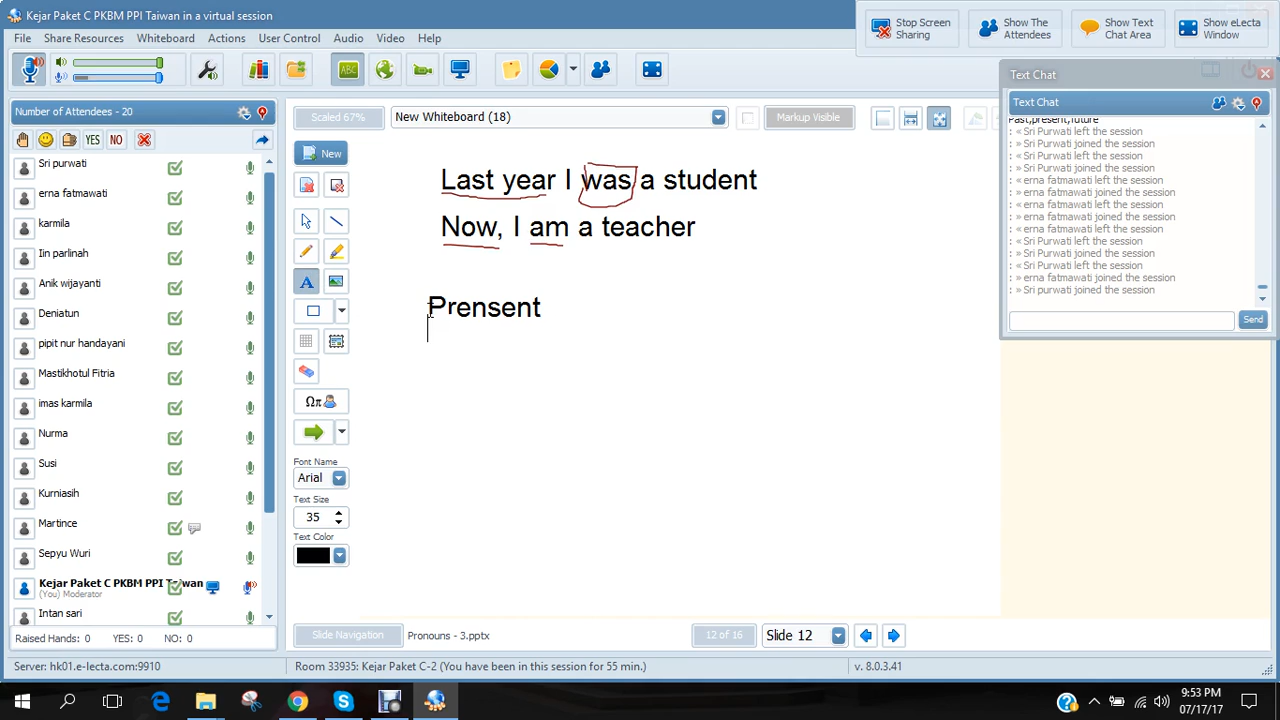 Kejar Paket C PKBM PPI Taiwan in a virtual session
File Share Resources Whiteboard Actions User Control Audio Video Help
Stop Screen Sharing
Show The Attendees
Show Text Chat Area
Show eLecta Window
ABC
Number of Attendees - 20
YES NO
Sri purwati
erna fatmawati
karmila
Iin parlinah
Anik wijayanti
Deniatun
pipit nur handayani
Mastikhotul Fitria
imas karmila
Nurma
Susi
Kurniasih
Martince
Sepyu Wuri
Kejar Paket C PKBM PPI Taiwan
(You) Moderator
Intan sari
Raised Hands: 0 YES: 0 NO: 0
Scaled 67%
New Whiteboard (18)
Markup Visible
New
A
Ωπ
Font Name
Arial
Text Size
35
Text Color
Last year I was a student
Now, I am a teacher
Prensent
Text Chat
Text Chat
Past,present,future
: « Sri Purwati left the session
: » Sri Purwati joined the session
: « Sri Purwati left the session
: » Sri Purwati joined the session
: « erna fatmawati left the session
: » erna fatmawati joined the session
: « erna fatmawati left the session
: » erna fatmawati joined the session
: « erna fatmawati left the session
: « Sri Purwati left the session
: » Sri Purwati joined the session
: « Sri Purwati left the session
: » erna fatmawati joined the session
: » Sri purwati joined the session
Send
Slide Navigation
Pronouns - 3.pptx
12 of 16
Slide 12
Server: hk01.e-lecta.com:9910
Room 33935: Kejar Paket C-2 (You have been in this session for 55 min.)
v. 8.0.3.41
9:53 PM
07/17/17